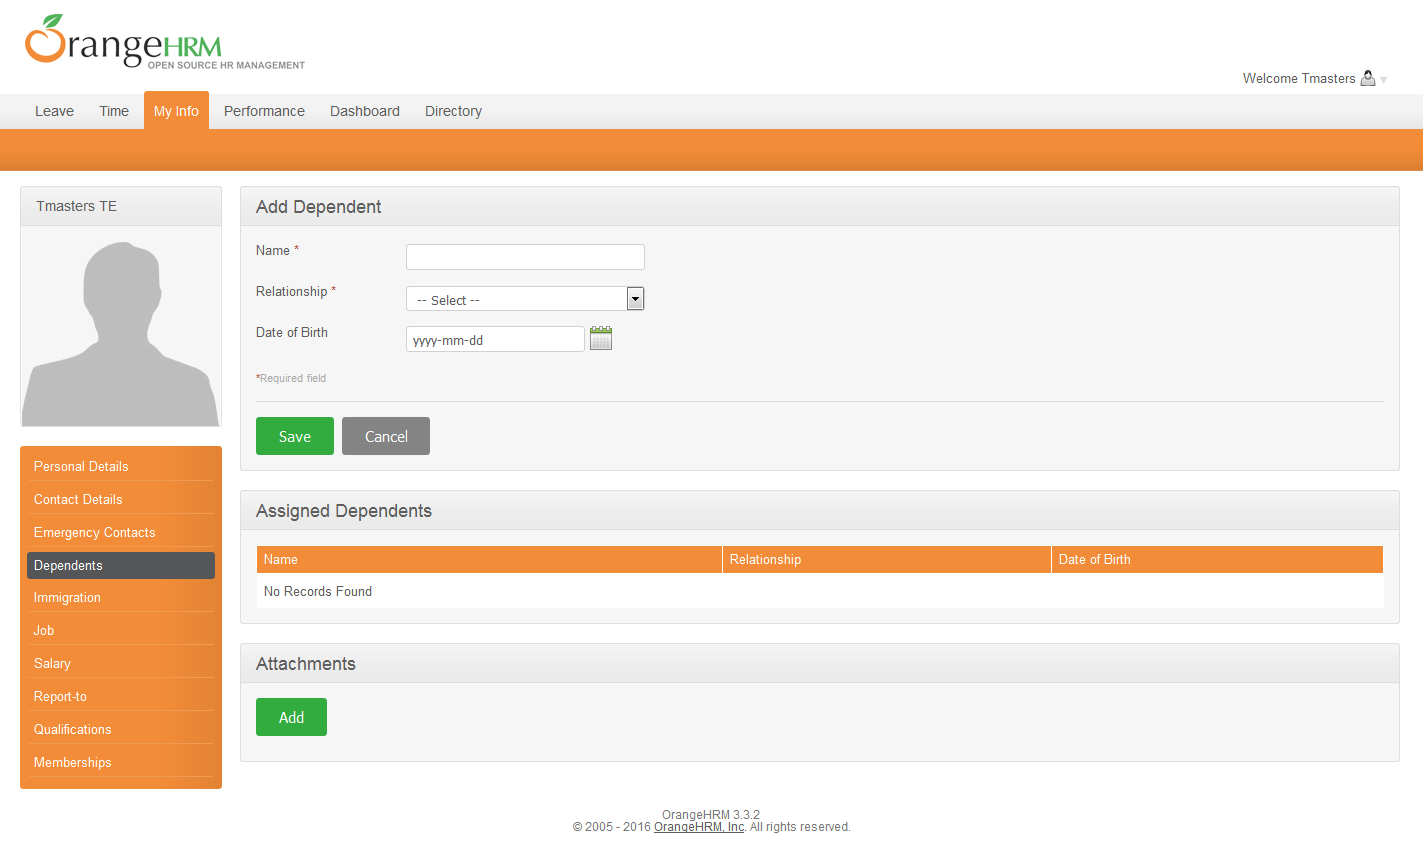 OrangeHRM
OPEN SOURCE HR MANAGEMENT
Welcome Tmasters
Leave Time My Info Performance Dashboard Directory
Tmasters TE
Personal Details
Contact Details
Emergency Contacts
Dependents
Immigration
Job
Salary
Report-to
Qualifications
Memberships
Add Dependent
Name *
Relationship * -- Select --
Date of Birth yyyy-mm-dd
*Required field
Save Cancel
Assigned Dependents
Name Relationship Date of Birth
No Records Found
Attachments
Add
OrangeHRM 3.3.2
© 2005 - 2016 OrangeHRM, Inc. All rights reserved.